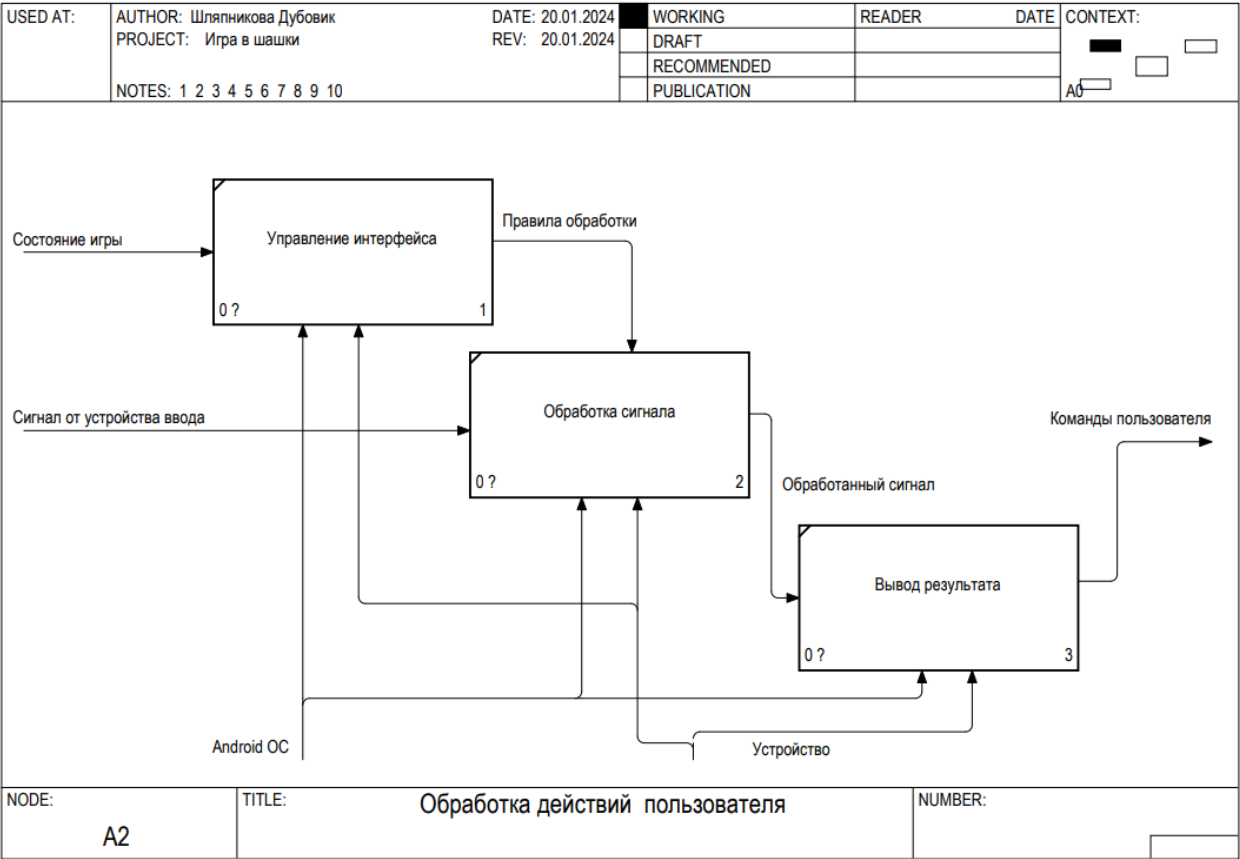 USED AT:
AUTHOR: Шляпникова Дубовик
DATE: 20.01.2024
PROJECT: Игра в шашки
REV: 20.01.2024
NOTES: 1 2 3 4 5 6 7 8 9 10
WORKING
DRAFT
RECOMMENDED
PUBLICATION
READER DATE
CONTEXT:
A0
Состояние игры
Управление интерфейса
0 ? 1
Правила обработки
Сигнал от устройства ввода
Обработка сигнала
0 ? 2
Команды пользователя
Обработанный сигнал
Вывод результата
0 ? 3
Android ОС
Устройство
NODE:
A2
TITLE:
Обработка действий пользователя
NUMBER: